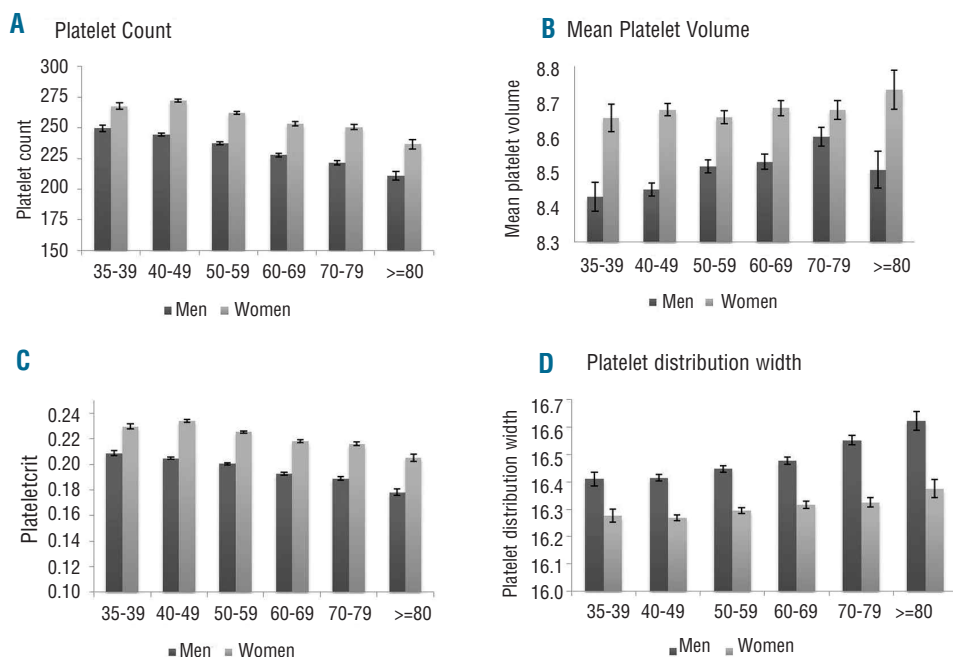 A Platelet Count
Platelet count
300
275
250
225
200
175
150
35-39 40-49 50-59 60-69 70-79 >=80
Men Women
B Mean Platelet Volume
Mean platelet volume
8.8
8.7
8.6
8.5
8.4
8.3
35-39 40-49 50-59 60-69 70-79 >=80
Men Women
C
Plateletcrit
0.24
0.22
0.20
0.18
0.16
0.14
0.12
0.10
35-39 40-49 50-59 60-69 70-79 >=80
Men Women
D Platelet distribution width
Platelet distribution width
16.7
16.6
16.5
16.4
16.3
16.2
16.1
16.0
35-39 40-49 50-59 60-69 70-79 >=80
Men Women